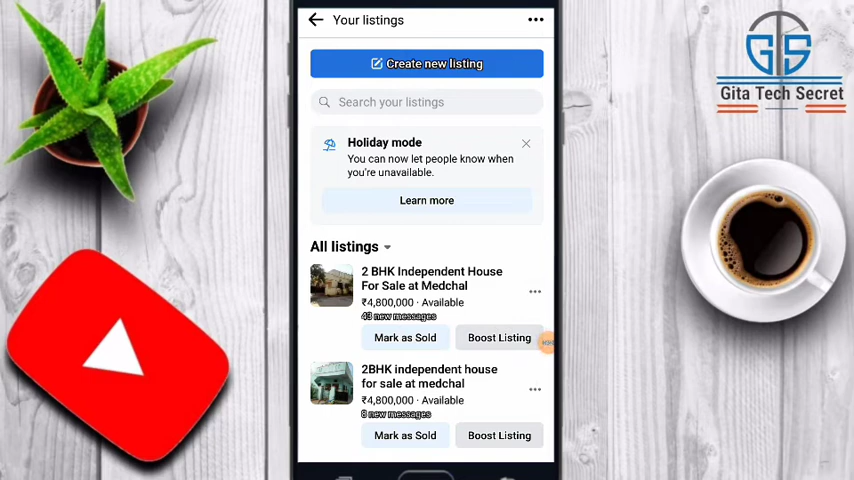 Your listings
Create new listing
Search your listings
Holiday mode
You can now let people know when
you're unavailable.
Learn more
All listings
2 BHK Independent House
For Sale at Medchal
₹4,800,000 · Available
43 new messages
Mark as Sold
Boost Listing
2BHK independent house
for sale at medchal
₹4,800,000 · Available
8 new messages
Mark as Sold
Boost Listing
GTS
Gita Tech Secret